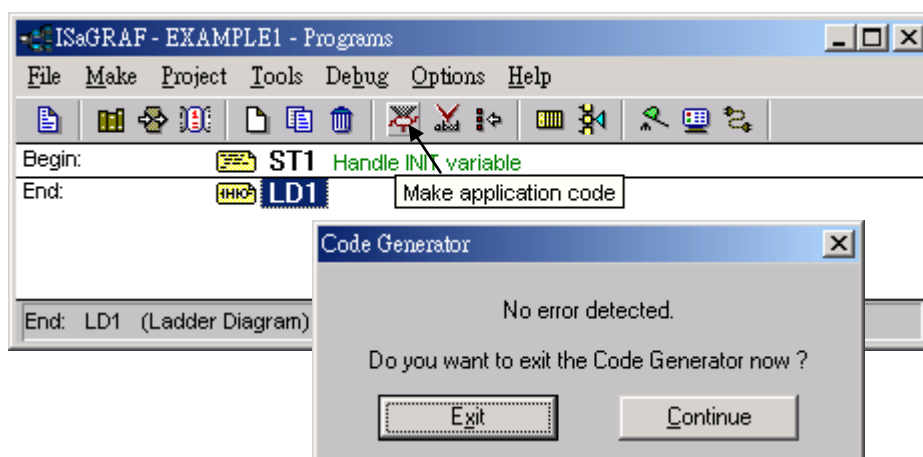 ISaGRAF - EXAMPLE1 - Programs
File Make Project Tools Debug Options Help
Begin: ST1 Handle INIT variable
End: LD1
Make application code
Code Generator
No error detected.
End: LD1 (Ladder Diagram)
Do you want to exit the Code Generator now ?
Exit Continue